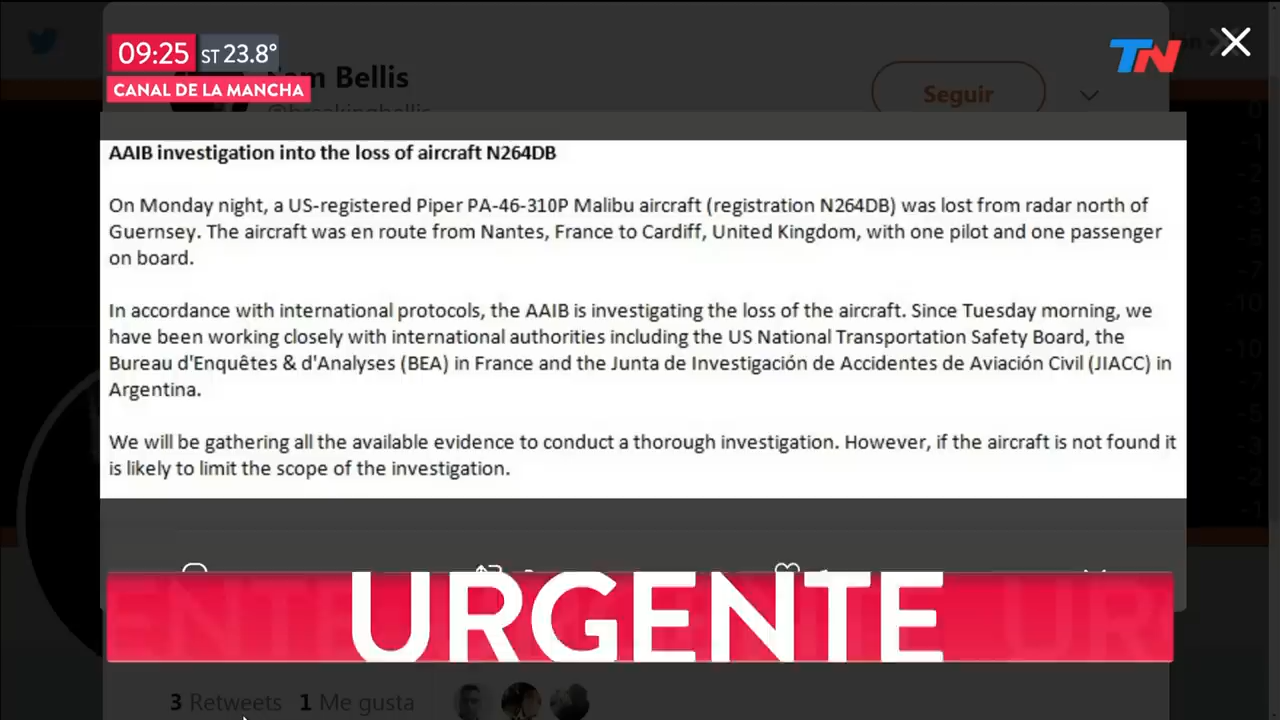 09:25 ST 23.8°
TN
CANAL DE LA MANCHA
m Bellis
Seguir
AAIB investigation into the loss of aircraft N264DB
On Monday night, a US-registered Piper PA-46-310P Malibu aircraft (registration N264DB) was lost from radar north of
Guernsey. The aircraft was en route from Nantes, France to Cardiff, United Kingdom, with one pilot and one passenger
on board.
In accordance with international protocols, the AAIB is investigating the loss of the aircraft. Since Tuesday morning, we
have been working closely with international authorities including the US National Transportation Safety Board, the
Bureau d'Enquêtes & d'Analyses (BEA) in France and the Junta de Investigación de Accidentes de Aviación Civil (JIACC) in
Argentina.
We will be gathering all the available evidence to conduct a thorough investigation. However, if the aircraft is not found it
is likely to limit the scope of the investigation.
URGENTE
3 Retweets 1 Me gusta